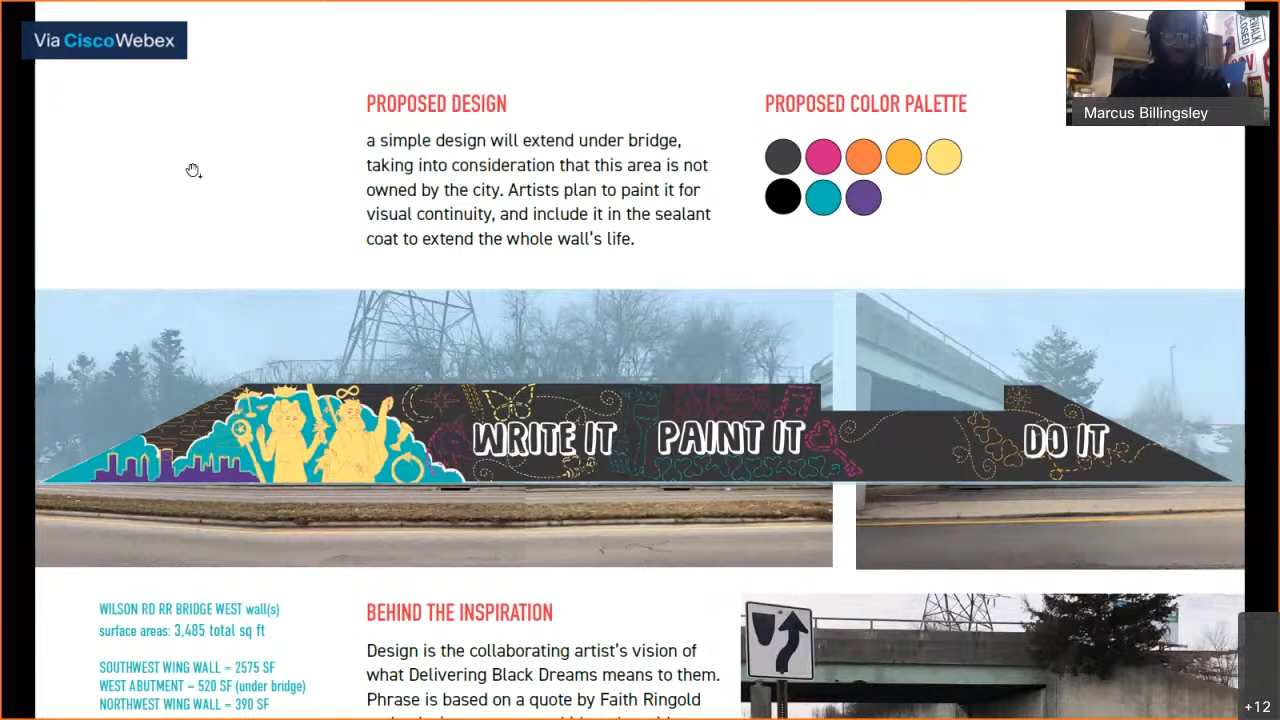 Via Cisco Webex
PROPOSED DESIGN
a simple design will extend under bridge,
taking into consideration that this area is not
owned by the city. Artists plan to paint it for
visual continuity, and include it in the sealant
coat to extend the whole wall's life.
PROPOSED COLOR PALETTE
Marcus Billingsley
WRITE IT PAINT IT DO IT
WILSON RD RR BRIDGE WEST wall(s)
surface areas: 3,485 total sq ft
SOUTHWEST WING WALL = 2575 SF
WEST ABUTMENT = 520 SF (under bridge)
NORTHWEST WING WALL = 390 SF
BEHIND THE INSPIRATION
Design is the collaborating artist's vision of
what Delivering Black Dreams means to them.
Phrase is based on a quote by Faith Ringold
+12